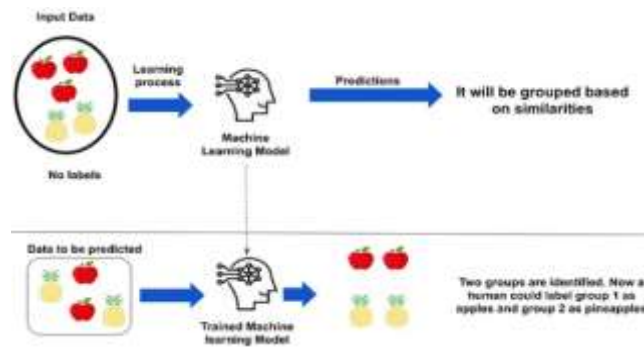 Input Data
Learning
process
Predictions
It will be grouped based
on similarities
Machine
Learning Model
No labels
Data to be predicted
Two groups are identified. Now a
human could label group 1 as
apples and group 2 as pineapples
Trained Machine
learning Model